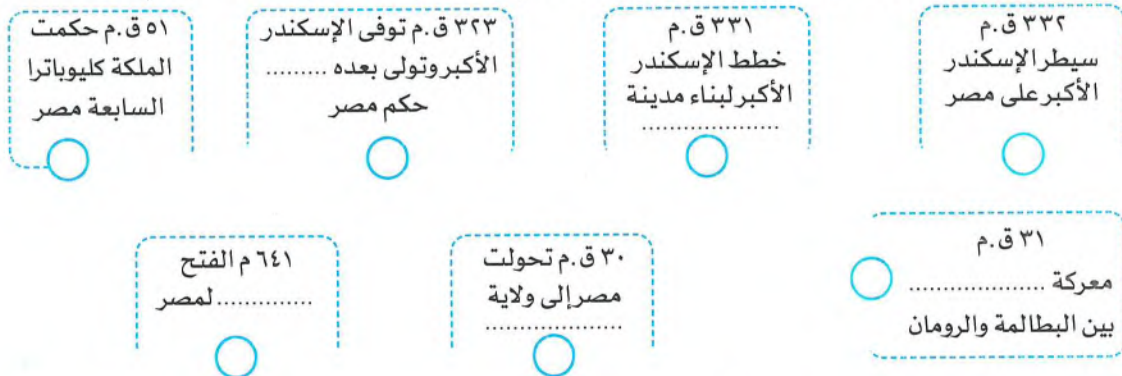 ٣٣٢ ق.م
سيطر الإسكندر
الأكبر على مصر
٣٣١ ق.م
خطط الإسكندر
الأكبر لبناء مدينة
....................
٣٢٣ ق.م توفى الإسكندر
الأكبر وتولى بعده .........
حكم مصر
٥١ ق.م حكمت
الملكة كليوباترا
السابعة مصر
٣١ ق.م
معركة ....................
بين البطالمة والرومان
٣٠ ق.م تحولت
مصر إلى ولاية
....................
٦٤١ م الفتح
..............لمصر